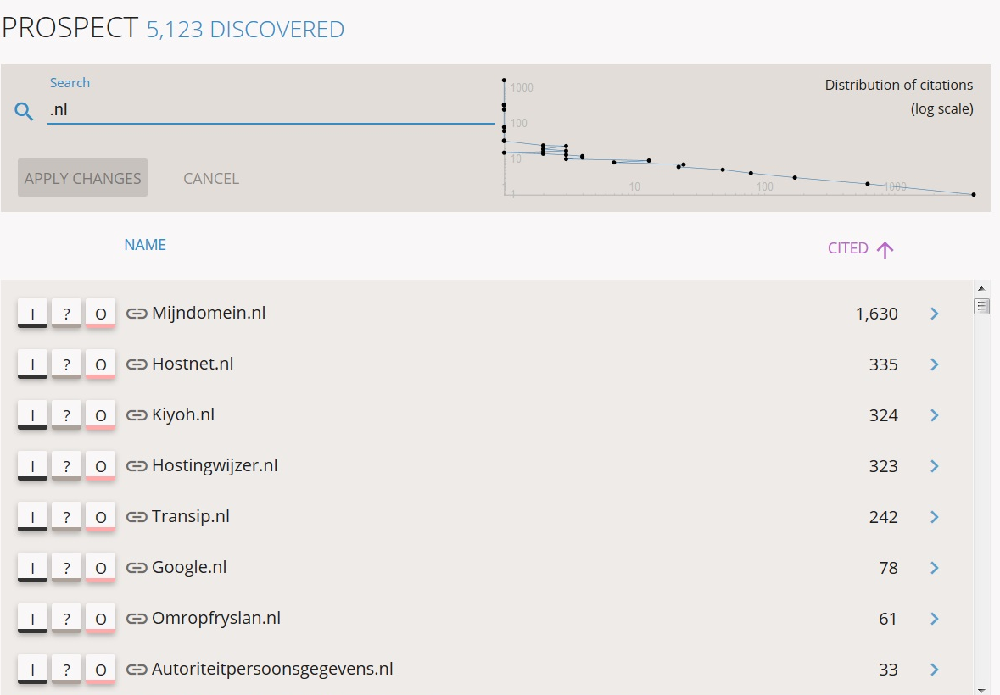 PROSPECT 5,123 DISCOVERED
Search
.nl
APPLY CHANGES CANCEL
1000
100
10
1
1 10 100 1000
Distribution of citations
(log scale)
NAME CITED
I ? O Mijndomein.nl 1,630
I ? O Hostnet.nl 335
I ? O Kiyoh.nl 324
I ? O Hostingwijzer.nl 323
I ? O Transip.nl 242
I ? O Google.nl 78
I ? O Omropfryslan.nl 61
I ? O Autoriteitpersoonsgegevens.nl 33